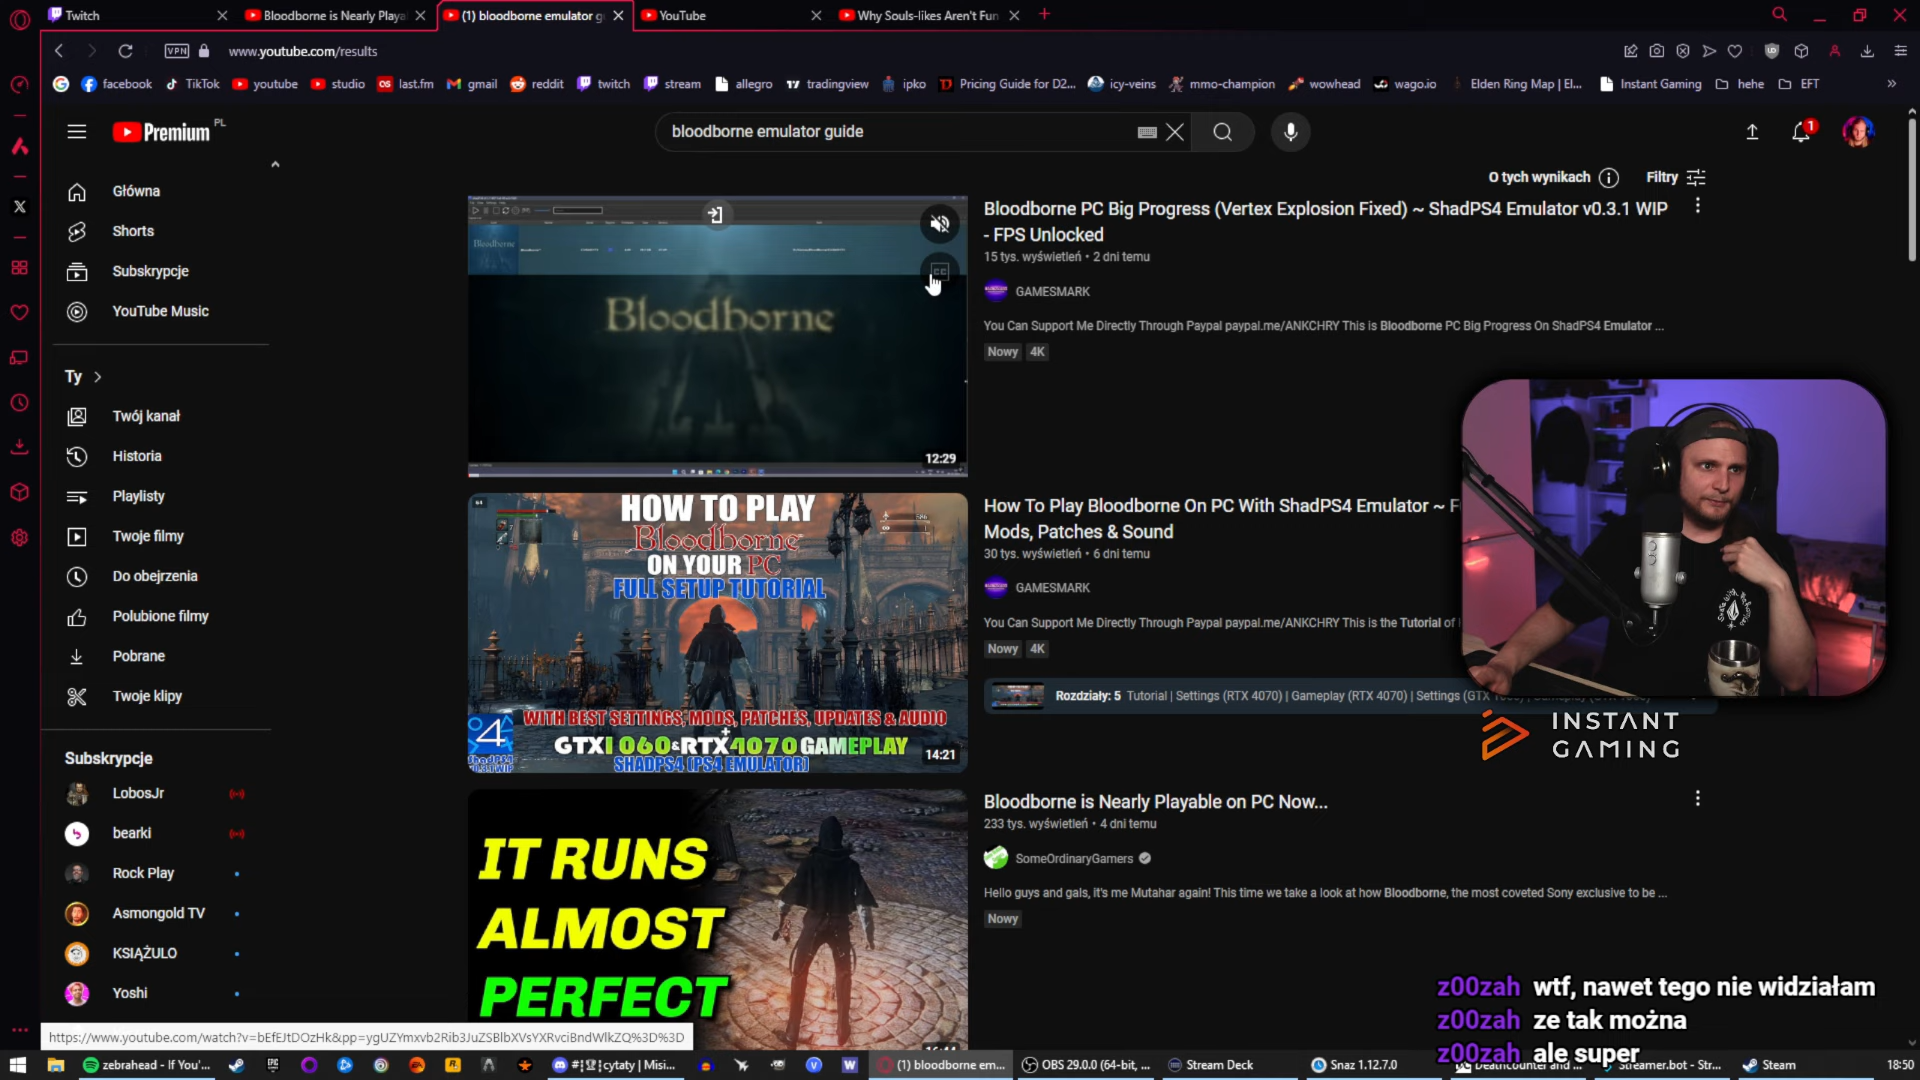 Twitch
Bloodborne is Nearly Playa
(1) bloodborne emulator g
YouTube
Why Souls-likes Aren't Fun
VPN
www.youtube.com/results
facebook
TikTok
youtube
studio
last.fm
gmail
reddit
twitch
stream
allegro
tradingview
ipko
Pricing Guide for D2...
icy-veins
mmo-champion
wowhead
wago.io
Elden Ring Map | El...
Instant Gaming
hehe
EFT
Premium PL
bloodborne emulator guide
1
O tych wynikach
Filtry
Główna
Shorts
Subskrypcje
YouTube Music
Ty
Twój kanał
Historia
Playlisty
Twoje filmy
Do obejrzenia
Polubione filmy
Pobrane
Twoje klipy
Subskrypcje
LobosJr
bearki
Rock Play
Asmongold TV
KSIĄŻULO
Yoshi
Bloodborne
12:29
Bloodborne PC Big Progress (Vertex Explosion Fixed) ~ ShadPS4 Emulator v0.3.1 WIP
- FPS Unlocked
15 tys. wyświetleń • 2 dni temu
GAMESMARK
You Can Support Me Directly Through Paypal paypal.me/ANKCHRY This is Bloodborne PC Big Progress On ShadPS4 Emulator ...
Nowy 4K
HOW TO PLAY
Bloodborne
ON YOUR PC
FULL SETUP TUTORIAL
WITH BEST SETTINGS, MODS, PATCHES, UPDATES & AUDIO
+
GTX1060&RTX4070 GAMEPLAY
SHADPS4 (PS4 EMULATOR)
14:21
How To Play Bloodborne On PC With ShadPS4 Emulator ~ F
Mods, Patches & Sound
30 tys. wyświetleń • 6 dni temu
GAMESMARK
You Can Support Me Directly Through Paypal paypal.me/ANKCHRY This is the Tutorial of
Nowy 4K
Rozdziały: 5 Tutorial | Settings (RTX 4070) | Gameplay (RTX 4070) | Settings (GTX
INSTANT
GAMING
IT RUNS
ALMOST
PERFECT
Bloodborne is Nearly Playable on PC Now...
233 tys. wyświetleń • 4 dni temu
SomeOrdinaryGamers
Hello guys and gals, it's me Mutahar again! This time we take a look at how Bloodborne, the most coveted Sony exclusive to be ...
Nowy
z00zah wtf, nawet tego nie widziałam
z00zah ze tak można
z00zah ale super
https://www.youtube.com/watch?v=bEfEJtDOzHk&pp=ygUZYmxvb2Rib3JuZSBlbXVsYXRvciBndWlkZQ%3D%3D
zebrahead - If You'...
#┊cytaty | Misi...
(1) bloodborne em...
OBS 29.0.0 (64-bit, ...
Stream Deck
Snaz 1.12.7.0
Deathcounter and ...
Streamer.bot - Str...
Steam
18:50